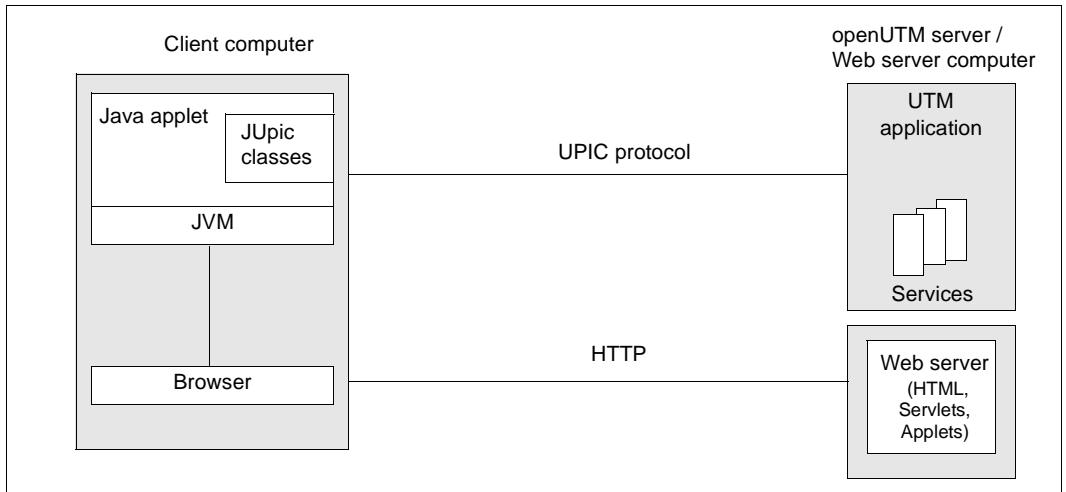 Client computer
openUTM server /
Web server computer
Java applet
JUpic
classes
JVM
Browser
UPIC protocol
HTTP
UTM
application
Services
Web server
(HTML,
Servlets,
Applets)